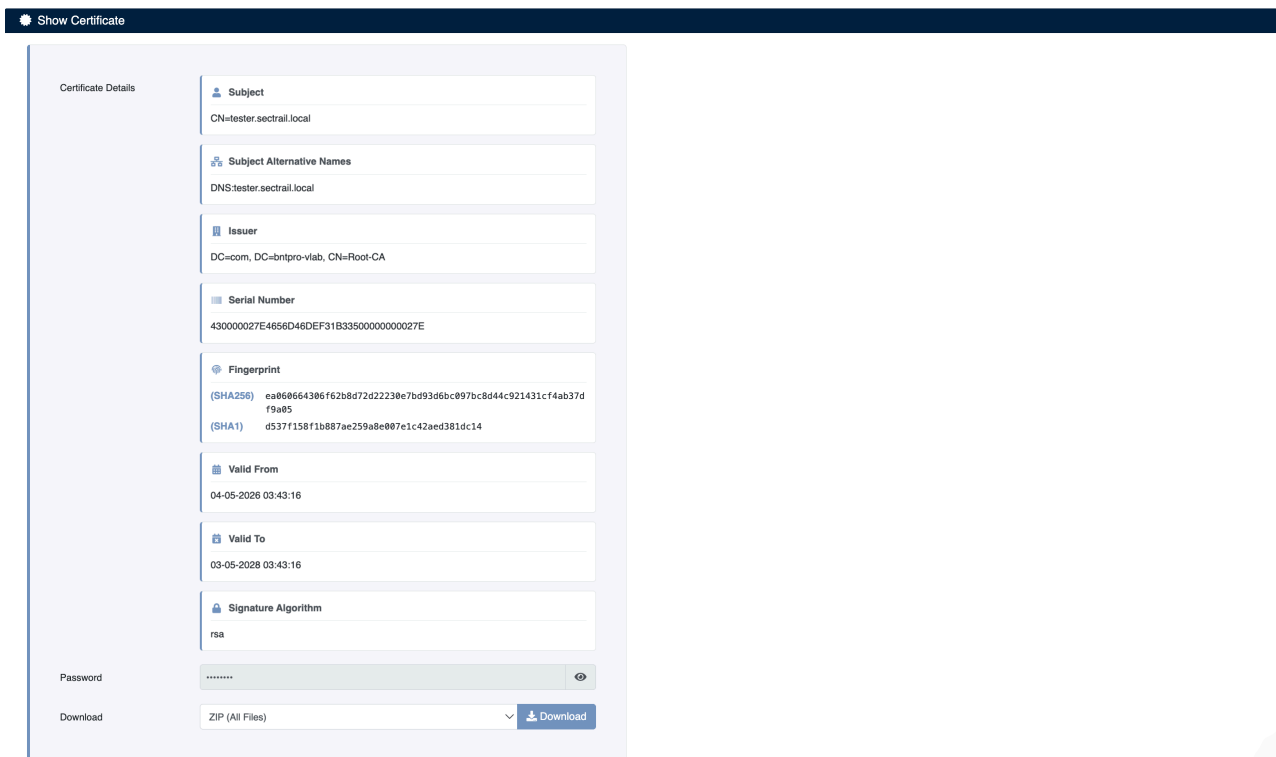 Show Certificate
Certificate Details
Subject
CN=tester.sectrail.local
Subject Alternative Names
DNS:tester.sectrail.local
Issuer
DC=com, DC=bntpro-vlab, CN=Root-CA
Serial Number
430000027E4656D46DEF31B33500000000027E
Fingerprint
(SHA256) ea060664306f62b8d72d22230e7bd93d6bc097bc8d44c921431cf4ab37d
f9a05
(SHA1) d537f158f1b887ae259a8e007e1c42aed381dc14
Valid From
04-05-2026 03:43:16
Valid To
03-05-2028 03:43:16
Signature Algorithm
rsa
Password
Download ZIP (All Files) Download